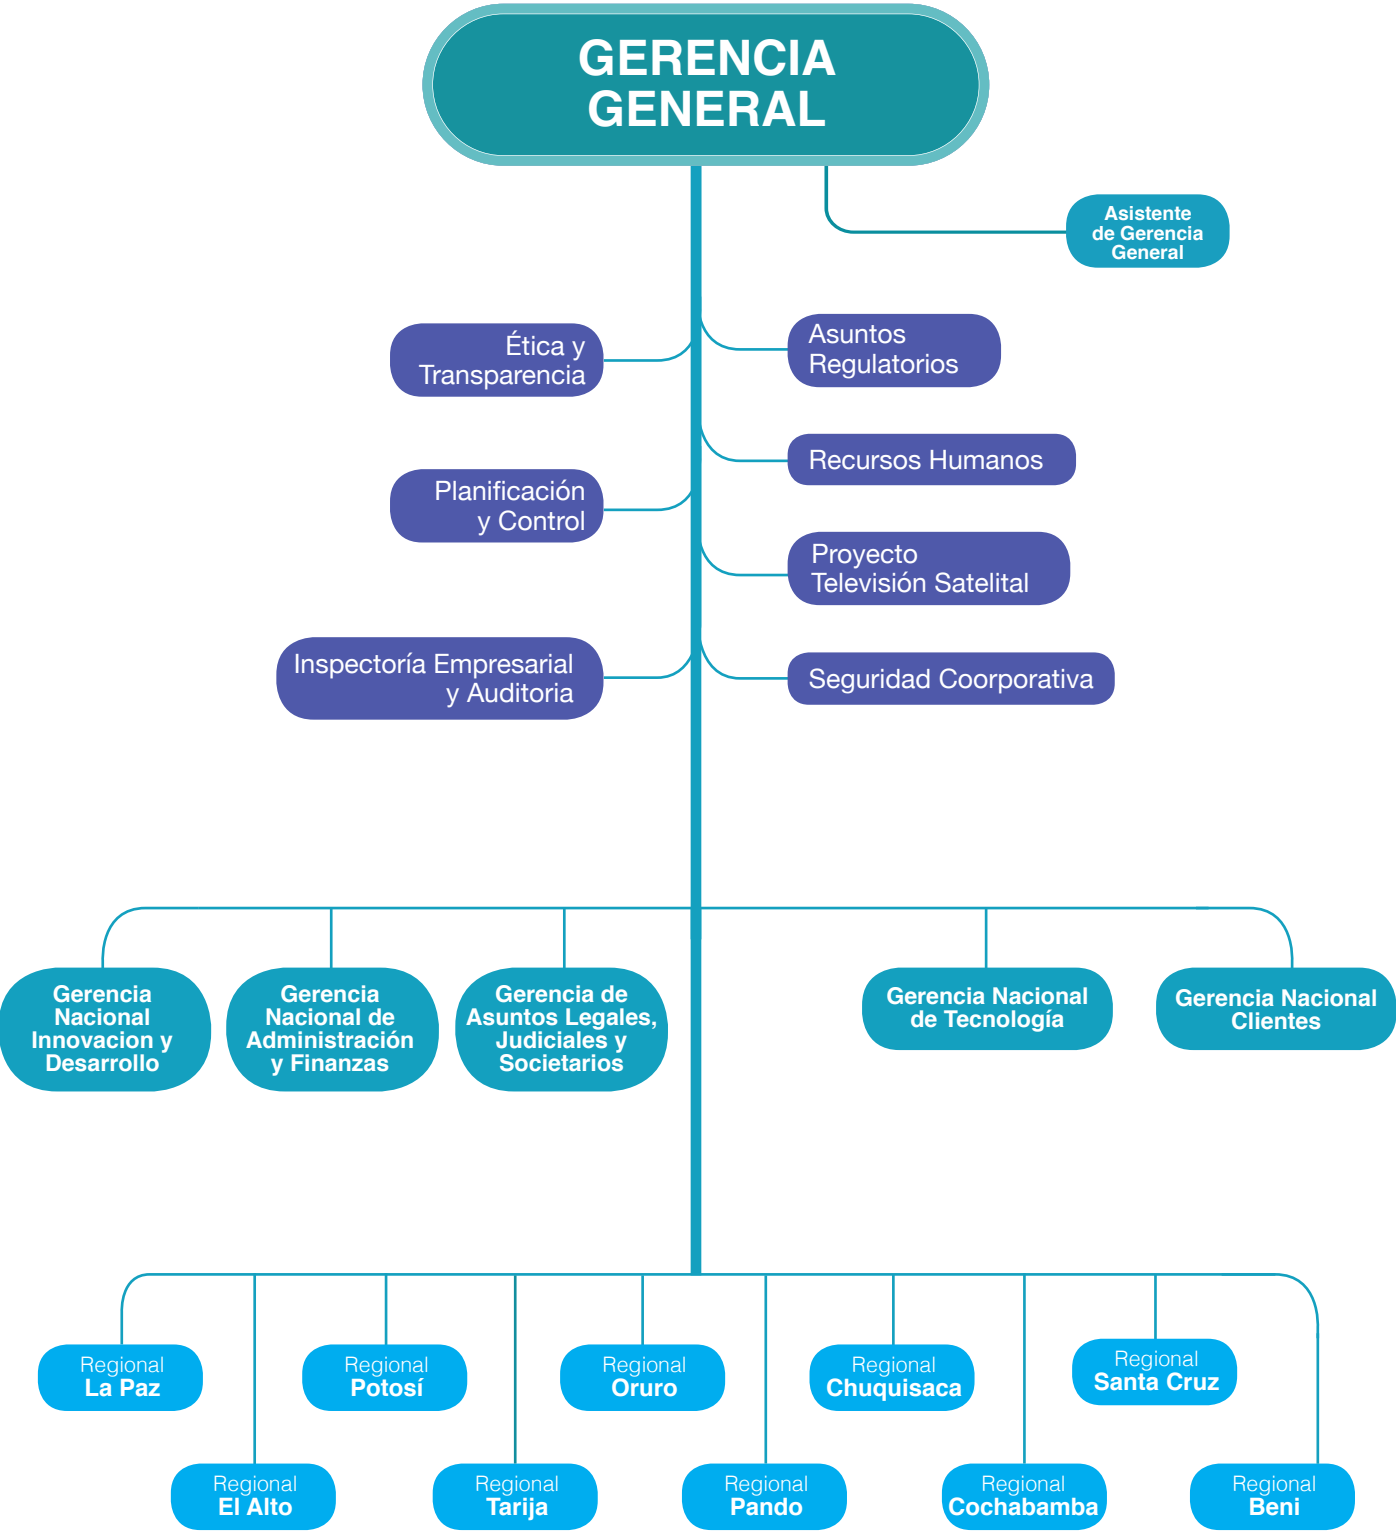 GERENCIA
GENERAL
Asistente
de Gerencia
General
Ética y
Transparencia
Asuntos
Regulatorios
Recursos Humanos
Planificación
y Control
Proyecto
Televisión Satelital
Inspectoría Empresarial
y Auditoria
Seguridad Coorporativa
Gerencia
Nacional
Innovacion y
Desarrollo
Gerencia
Nacional de
Administración
y Finanzas
Gerencia de
Asuntos Legales,
Judiciales y
Societarios
Gerencia Nacional
de Tecnología
Gerencia Nacional
Clientes
Regional
La Paz
Regional
Potosí
Regional
Oruro
Regional
Chuquisaca
Regional
Santa Cruz
Regional
El Alto
Regional
Tarija
Regional
Pando
Regional
Cochabamba
Regional
Beni